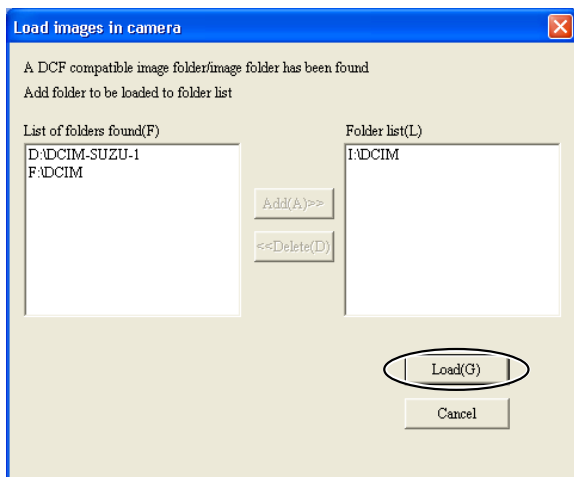 Load images in camera
A DCF compatible image folder/image folder has been found
Add folder to be loaded to folder list
List of folders found(F)
D:\DCIM-SUZU-1
F:\DCIM
Add(A)>>
<<Delete(D)
Folder list(L)
I:\DCIM
Load(G)
Cancel